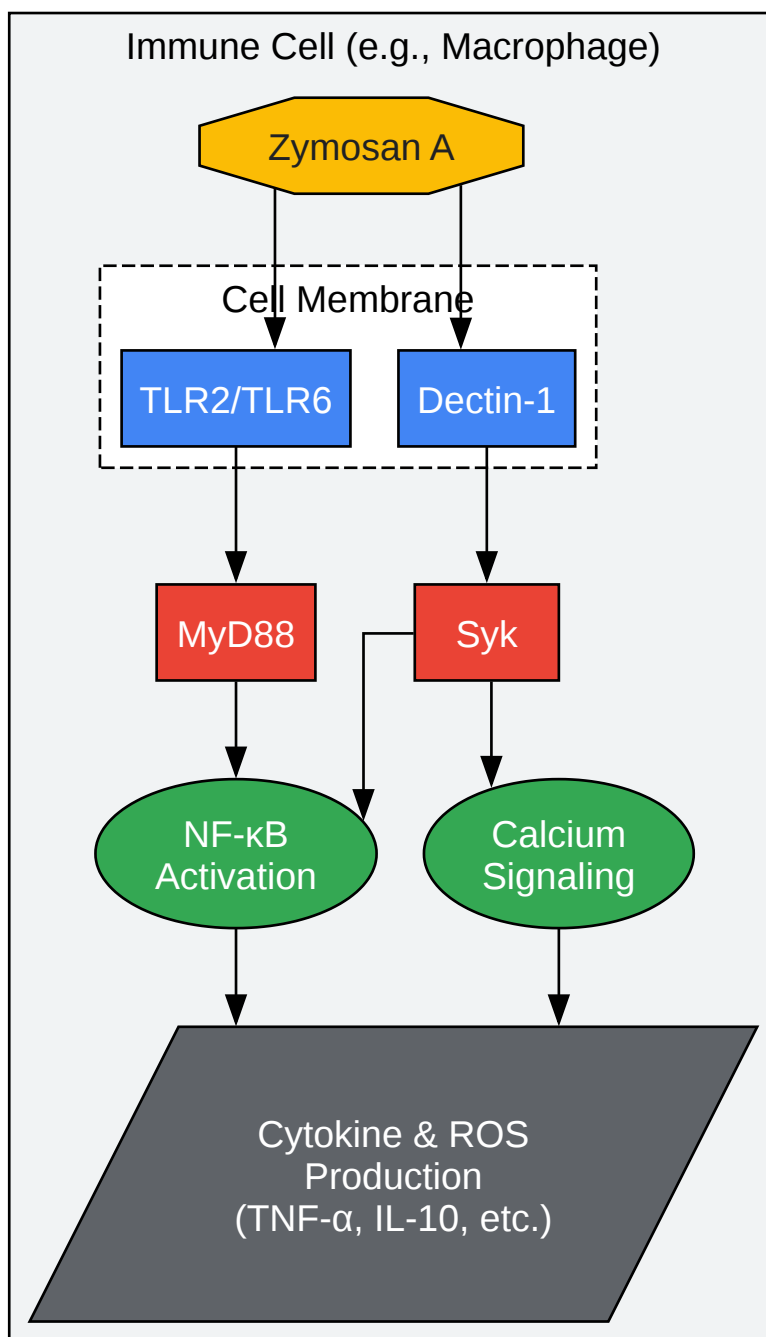 Immune Cell (e.g., Macrophage)
Zymosan A
Cell Membrane
TLR2/TLR6
Dectin-1
MyD88
Syk
NF-κB
Activation
Calcium
Signaling
Cytokine & ROS
Production
(TNF-α, IL-10, etc.)